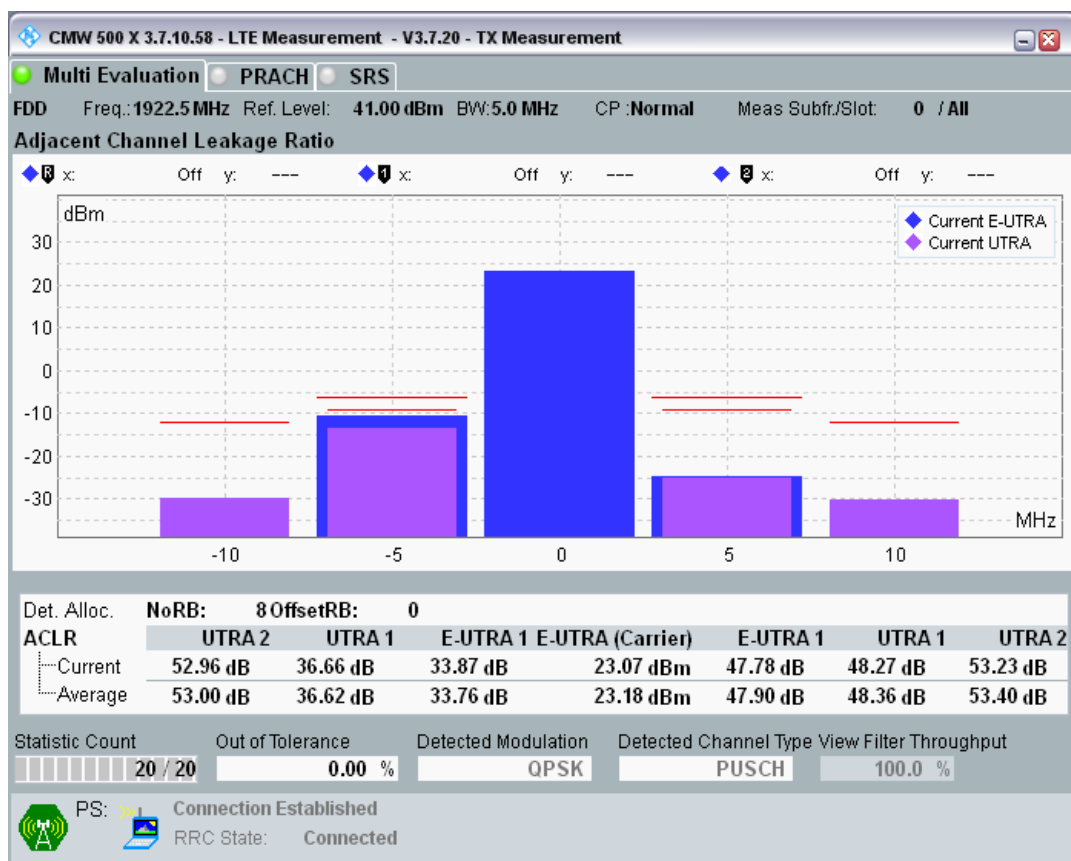 CMW 500 X 3.7.10.58 - LTE Measurement - V3.7.20 - TX Measurement
Multi Evaluation PRACH SRS
FDD Freq.: 1922.5 MHz Ref. Level: 41.00 dBm BW: 5.0 MHz CP : Normal Meas Subfr./Slot: 0 / All
Adjacent Channel Leakage Ratio
R x: Off y: --- 1 x: Off y: --- 2 x: Off y: ---
dBm
Current E-UTRA
Current UTRA
30
20
10
0
-10
-20
-30
MHz
-10 -5 0 5 10
Det. Alloc. NoRB: 8 OffsetRB: 0
ACLR UTRA 2 UTRA 1 E-UTRA 1 E-UTRA (Carrier) E-UTRA 1 UTRA 1 UTRA 2
Current 52.96 dB 36.66 dB 33.87 dB 23.07 dBm 47.78 dB 48.27 dB 53.23 dB
Average 53.00 dB 36.62 dB 33.76 dB 23.18 dBm 47.90 dB 48.36 dB 53.40 dB
Statistic Count Out of Tolerance Detected Modulation Detected Channel Type View Filter Throughput
20 / 20 0.00 % QPSK PUSCH 100.0 %
PS: Connection Established
RRC State: Connected